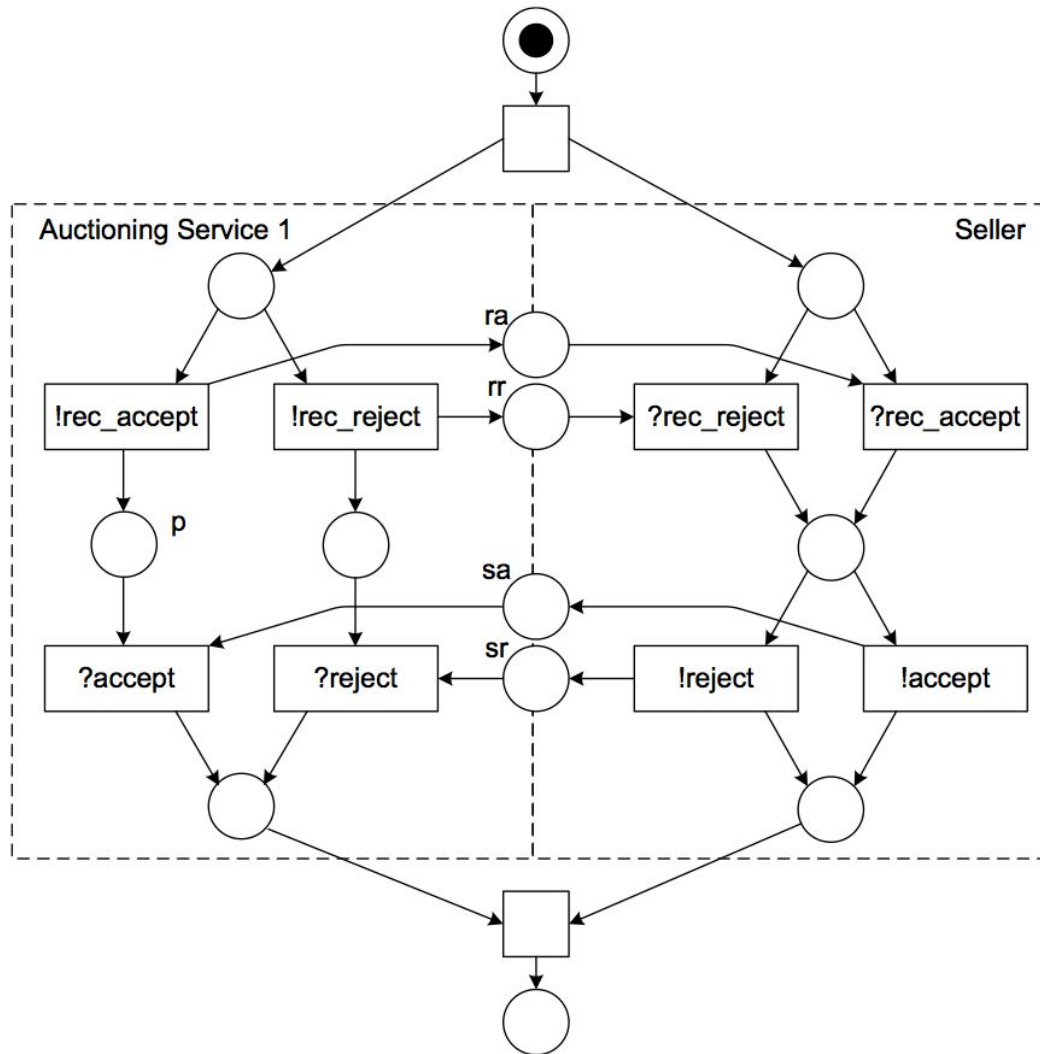 Auctioning Service 1
Seller
ra
rr
!rec_accept
!rec_reject
?rec_reject
?rec_accept
p
sa
sr
?accept
?reject
!reject
!accept